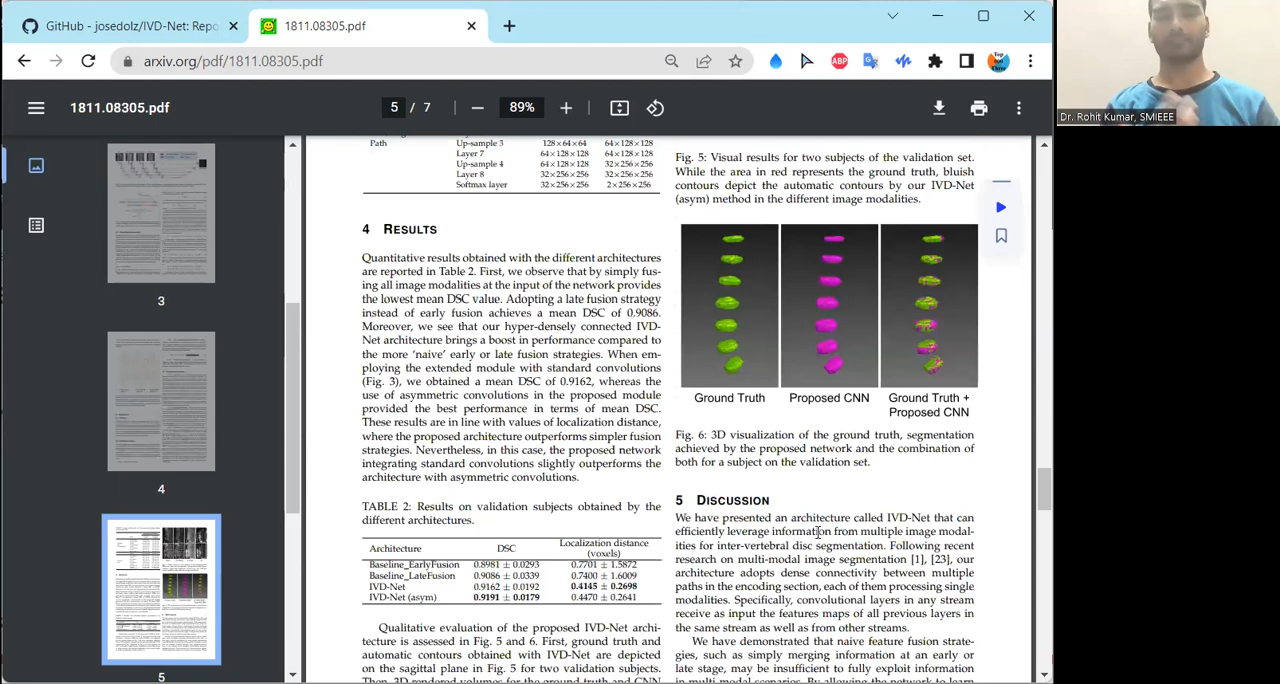 GitHub - josedolz/IVD-Net: Repo
1811.08305.pdf
arxiv.org/pdf/1811.08305.pdf
1811.08305.pdf
5 / 7
89%
3
4
5
Path
Up-sample 3 128×64×64 64×128×128
Layer 7 64×128×128 64×128×128
Up-sample 4 64×128×128 32×256×256
Layer 8 32×256×256 32×256×256
Softmax layer 32×256×256 2×256×256
4 RESULTS
Quantitative results obtained with the different architectures
are reported in Table 2. First, we observe that by simply fus-
ing all image modalities at the input of the network provides
the lowest mean DSC value. Adopting a late fusion strategy
instead of early fusion achieves a mean DSC of 0.9086.
Moreover, we see that our hyper-densely connected IVD-
Net architecture brings a boost in performance compared to
the more 'naive' early or late fusion strategies. When em-
ploying the extended module with standard convolutions
(Fig. 3), we obtained a mean DSC of 0.9162, whereas the
use of asymmetric convolutions in the proposed module
provided the best performance in terms of mean DSC.
These results are in line with values of localization distance,
where the proposed architecture outperforms simpler fusion
strategies. Nevertheless, in this case, the proposed network
integrating standard convolutions slightly outperforms the
architecture with asymmetric convolutions.
TABLE 2: Results on validation subjects obtained by the
different architectures.
Architecture DSC Localization distance
(voxels)
Baseline_EarlyFusion 0.8981 ± 0.0293 0.7701 ± 1.5872
Baseline_LateFusion 0.9086 ± 0.0339 0.7400 ± 1.6009
IVD-Net 0.9162 ± 0.0192 0.4145 ± 0.2698
IVD-Net (asym) 0.9191 ± 0.0179 0.4470 ± 0.2641
Qualitative evaluation of the proposed IVD-Net archi-
tecture is assessed in Fig. 5 and 6. First, ground truth and
automatic contours obtained with IVD-Net are depicted
on the sagittal plane in Fig. 5 for two validation subjects.
Then, 3D rendered volumes for the ground truth and CNN
Fig. 5: Visual results for two subjects of the validation set.
While the area in red represents the ground truth, bluish
contours depict the automatic contours by our IVD-Net
(asym) method in the different image modalities.
Ground Truth
Proposed CNN
Ground Truth +
Proposed CNN
Fig. 6: 3D visualization of the ground truth, segmentation
achieved by the proposed network and the combination of
both for a subject on the validation set.
5 DISCUSSION
We have presented an architecture called IVD-Net that can
efficiently leverage information from multiple image modal-
ities for inter-vertebral disc segmentation. Following recent
research on multi-modal image segmentation [1], [23], our
architecture adopts dense connectivity between multiple
paths in the encoding section, each of them processing single
modalities. Specifically, convolutional layers in any stream
receive as input the features maps of all previous layers in
the same stream as well as from other streams.
We have demonstrated that naive feature fusion strate-
gies, such as simply merging information at an early or
late stage, may be insufficient to fully exploit information
in multi-modal scenarios. By allowing the network to learn
ABP
Dr. Rohit Kumar, SMIEEE